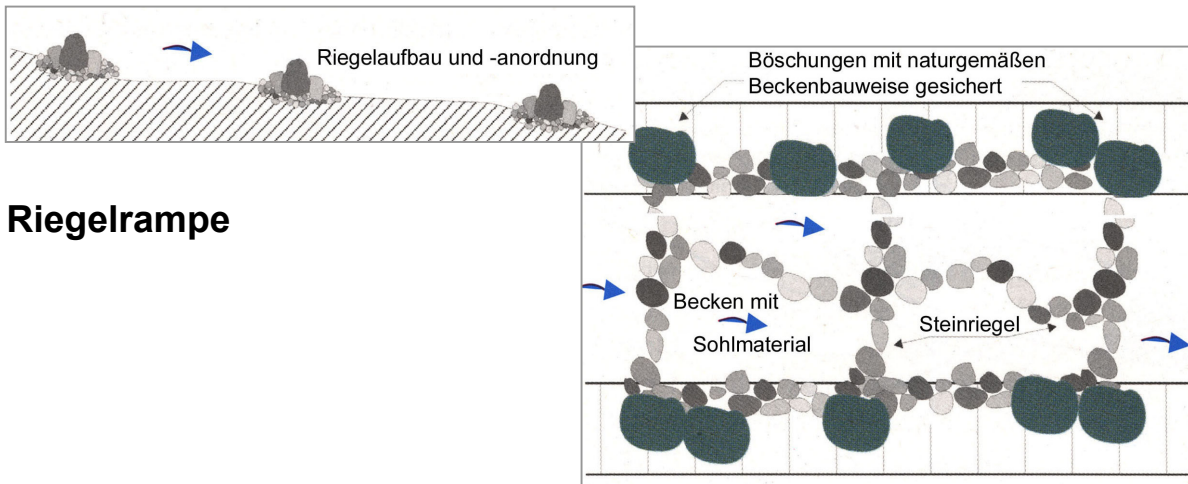 Riegelaufbau und -anordnung
Böschungen mit naturgemäßen
Beckenbauweise gesichert
Riegelrampe
Becken mit
Sohlmaterial
Steinriegel